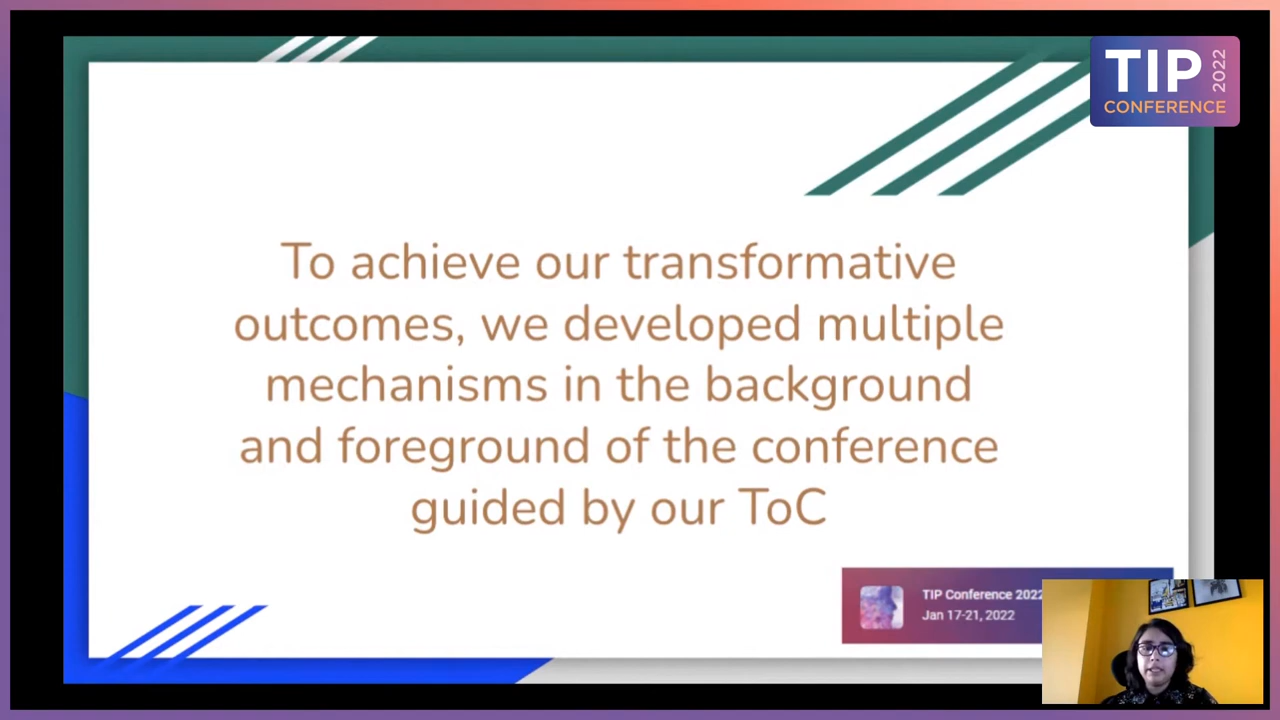 TIP 2022
CONFERENCE
To achieve our transformative
outcomes, we developed multiple
mechanisms in the background
and foreground of the conference
guided by our ToC
TIP Conference 2022
Jan 17-21, 2022